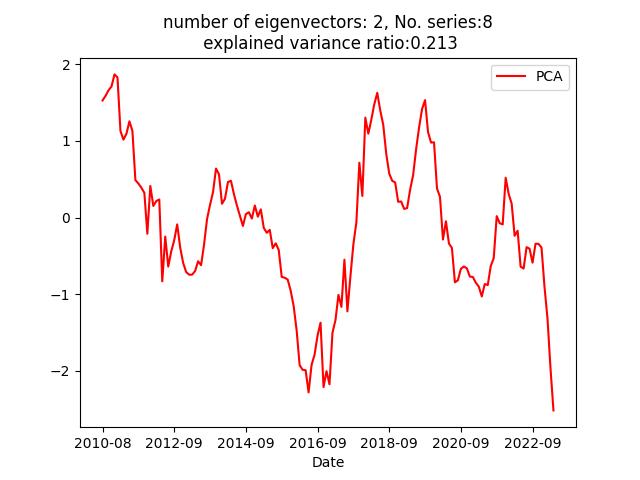 number of eigenvectors: 2, No. series:8
explained variance ratio:0.213
PCA
2
1
0
−1
−2
2010-08 2012-09 2014-09 2016-09 2018-09 2020-09 2022-09
Date